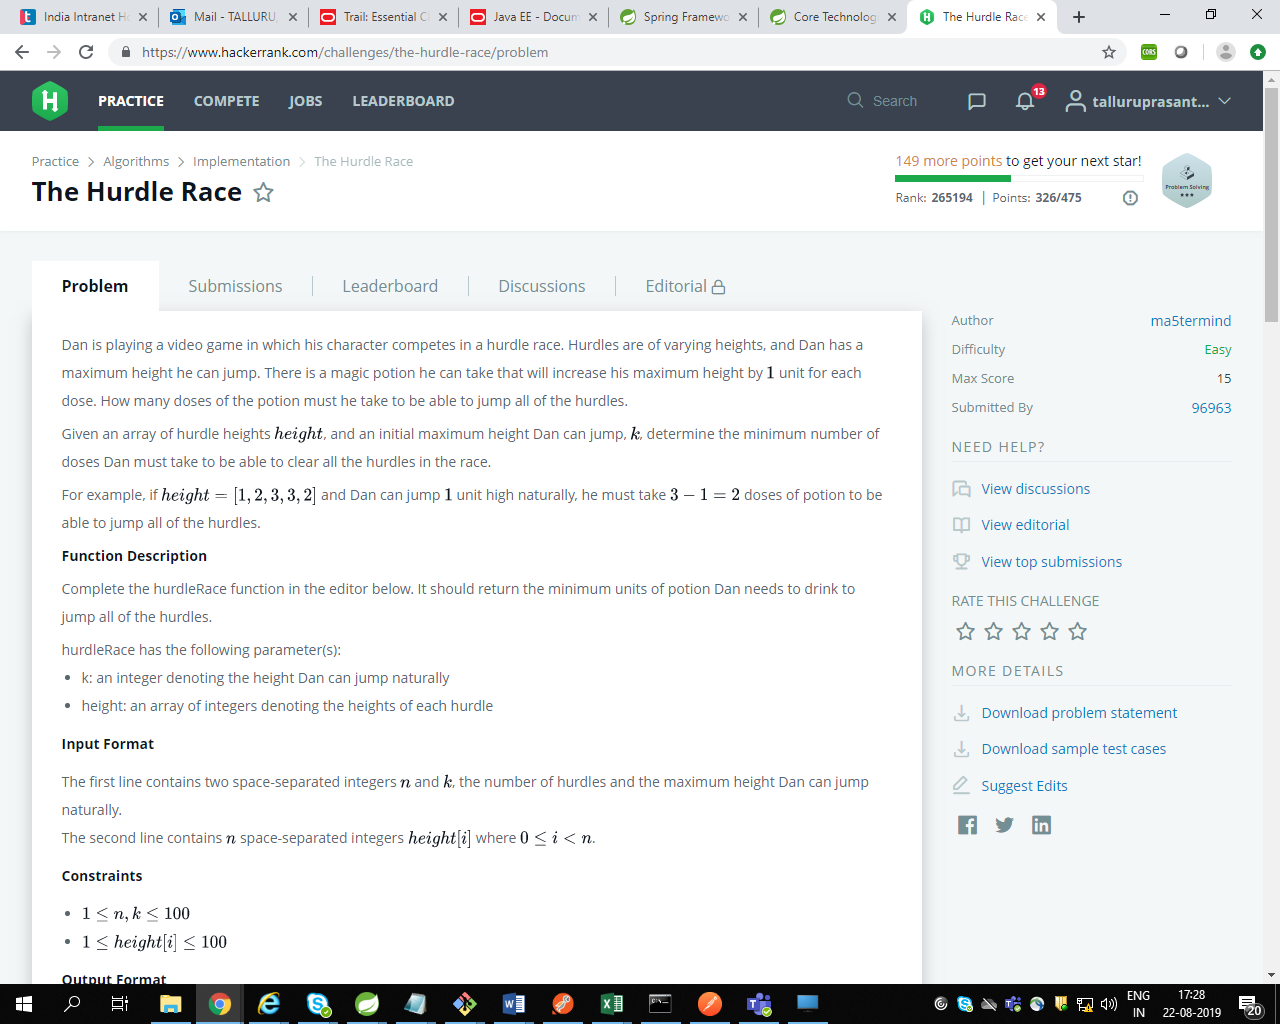 India Intranet Ho
Mail - TALLURU
Trail: Essential C
Java EE - Docum
Spring Framewo
Core Technolog
The Hurdle Race
https://www.hackerrank.com/challenges/the-hurdle-race/problem
CORS
PRACTICE
COMPETE
JOBS
LEADERBOARD
Search
13
talluruprasant...
Practice > Algorithms > Implementation > The Hurdle Race
The Hurdle Race
149 more points to get your next star!
Rank: 265194 | Points: 326/475
Problem Solving
Problem
Submissions
Leaderboard
Discussions
Editorial
Dan is playing a video game in which his character competes in a hurdle race. Hurdles are of varying heights, and Dan has a
maximum height he can jump. There is a magic potion he can take that will increase his maximum height by 1 unit for each
dose. How many doses of the potion must he take to be able to jump all of the hurdles.
Given an array of hurdle heights height, and an initial maximum height Dan can jump, k, determine the minimum number of
doses Dan must take to be able to clear all the hurdles in the race.
For example, if height = [1, 2, 3, 3, 2] and Dan can jump 1 unit high naturally, he must take 3 − 1 = 2 doses of potion to be
able to jump all of the hurdles.
Function Description
Complete the hurdleRace function in the editor below. It should return the minimum units of potion Dan needs to drink to
jump all of the hurdles.
hurdleRace has the following parameter(s):
• k: an integer denoting the height Dan can jump naturally
• height: an array of integers denoting the heights of each hurdle
Input Format
The first line contains two space-separated integers n and k, the number of hurdles and the maximum height Dan can jump
naturally.
The second line contains n space-separated integers height[i] where 0 ≤ i < n.
Constraints
• 1 ≤ n, k ≤ 100
• 1 ≤ height[i] ≤ 100
Output Format
Author ma5termind
Difficulty Easy
Max Score 15
Submitted By 96963
NEED HELP?
View discussions
View editorial
View top submissions
RATE THIS CHALLENGE
MORE DETAILS
Download problem statement
Download sample test cases
Suggest Edits
ENG
IN
17:28
22-08-2019
20